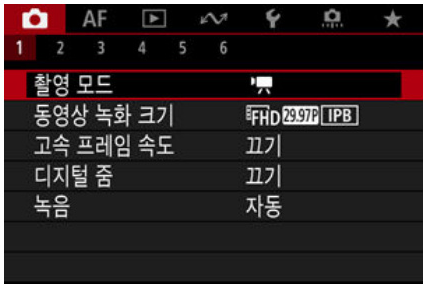 AF
1 2 3 4 5 6
촬영 모드
동영상 녹화 크기 FHD 29.97P IPB
고속 프레임 속도 끄기
디지털 줌 끄기
녹음 자동